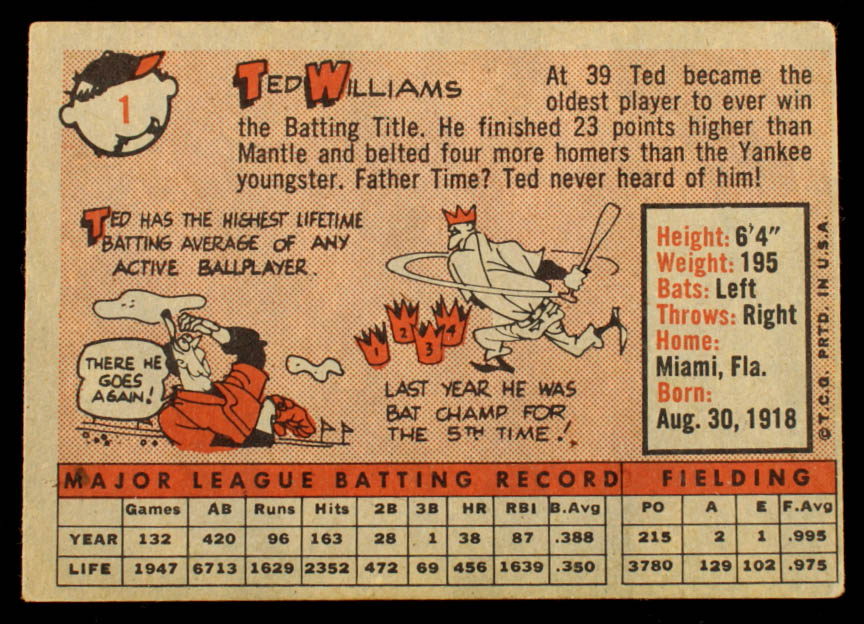 1
TED WILLIAMS
At 39 Ted became the
oldest player to ever win
the Batting Title. He finished 23 points higher than
Mantle and belted four more homers than the Yankee
youngster. Father Time? Ted never heard of him!
TED HAS THE HIGHEST LIFETIME
BATTING AVERAGE OF ANY
ACTIVE BALLPLAYER.
THERE HE
GOES
AGAIN!
1 2 3 4
LAST YEAR HE WAS
BAT CHAMP FOR
THE 5TH TIME!
Height: 6'4"
Weight: 195
Bats: Left
Throws: Right
Home:
Miami, Fla.
Born:
Aug. 30, 1918
©T.C.G. PRTD. IN U.S.A.
MAJOR LEAGUE BATTING RECORD FIELDING
Games AB Runs Hits 2B 3B HR RBI B.Avg PO A E F.Avg
YEAR 132 420 96 163 28 1 38 87 .388 215 2 1 .995
LIFE 1947 6713 1629 2352 472 69 456 1639 .350 3780 129 102 .975